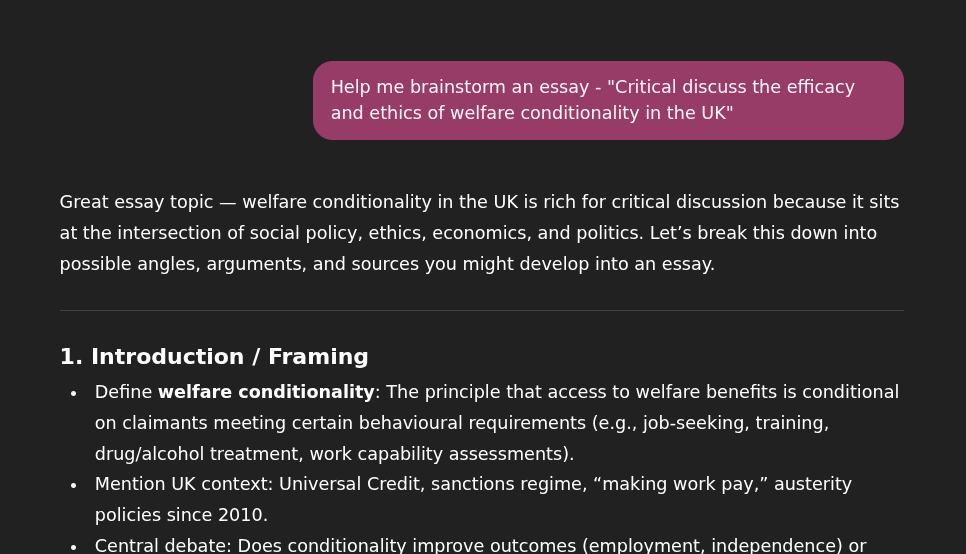 Help me brainstorm an essay - "Critical discuss the efficacy
and ethics of welfare conditionality in the UK"
Great essay topic — welfare conditionality in the UK is rich for critical discussion because it sits
at the intersection of social policy, ethics, economics, and politics. Let’s break this down into
possible angles, arguments, and sources you might develop into an essay.
1. Introduction / Framing
• Define welfare conditionality: The principle that access to welfare benefits is conditional
on claimants meeting certain behavioural requirements (e.g., job-seeking, training,
drug/alcohol treatment, work capability assessments).
• Mention UK context: Universal Credit, sanctions regime, “making work pay,” austerity
policies since 2010.
• Central debate: Does conditionality improve outcomes (employment, independence) or